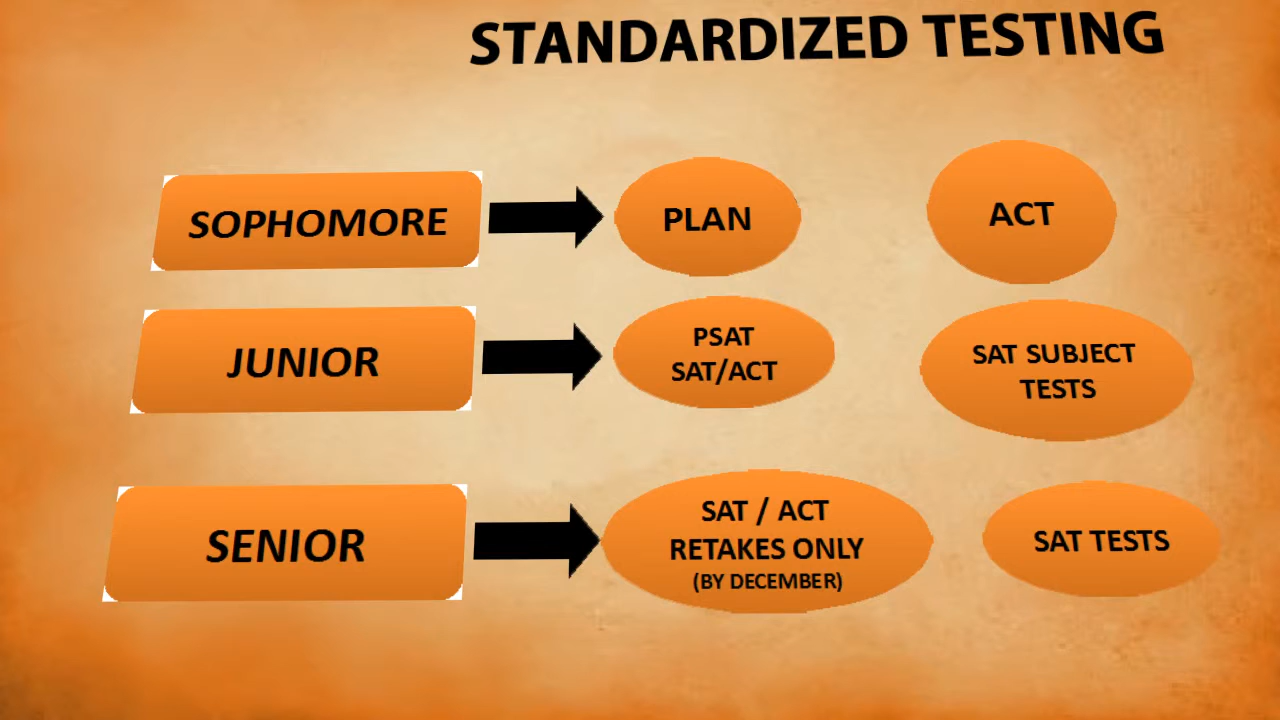 STANDARDIZED TESTING
SOPHOMORE
PLAN
ACT
JUNIOR
PSAT
SAT/ACT
SAT SUBJECT
TESTS
SENIOR
SAT / ACT
RETAKES ONLY
(BY DECEMBER)
SAT TESTS